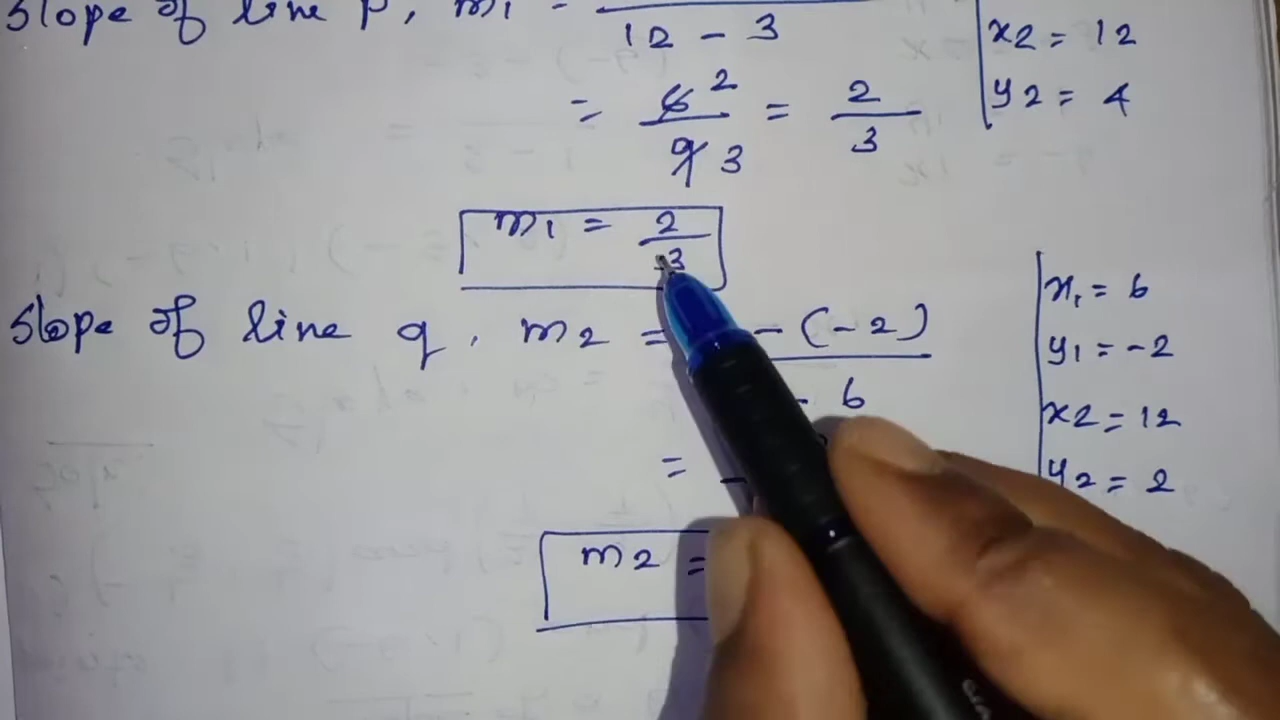 Slope of line P, m1 =
12 - 3
x2 = 12
y2 = 4
= 6 2 / 9 3 = 2 / 3
m1 = 2 / 3
Slope of line q, m2 = - (-2)
- 6
=
m2 =
x1 = 6
y1 = -2
x2 = 12
y2 = 2